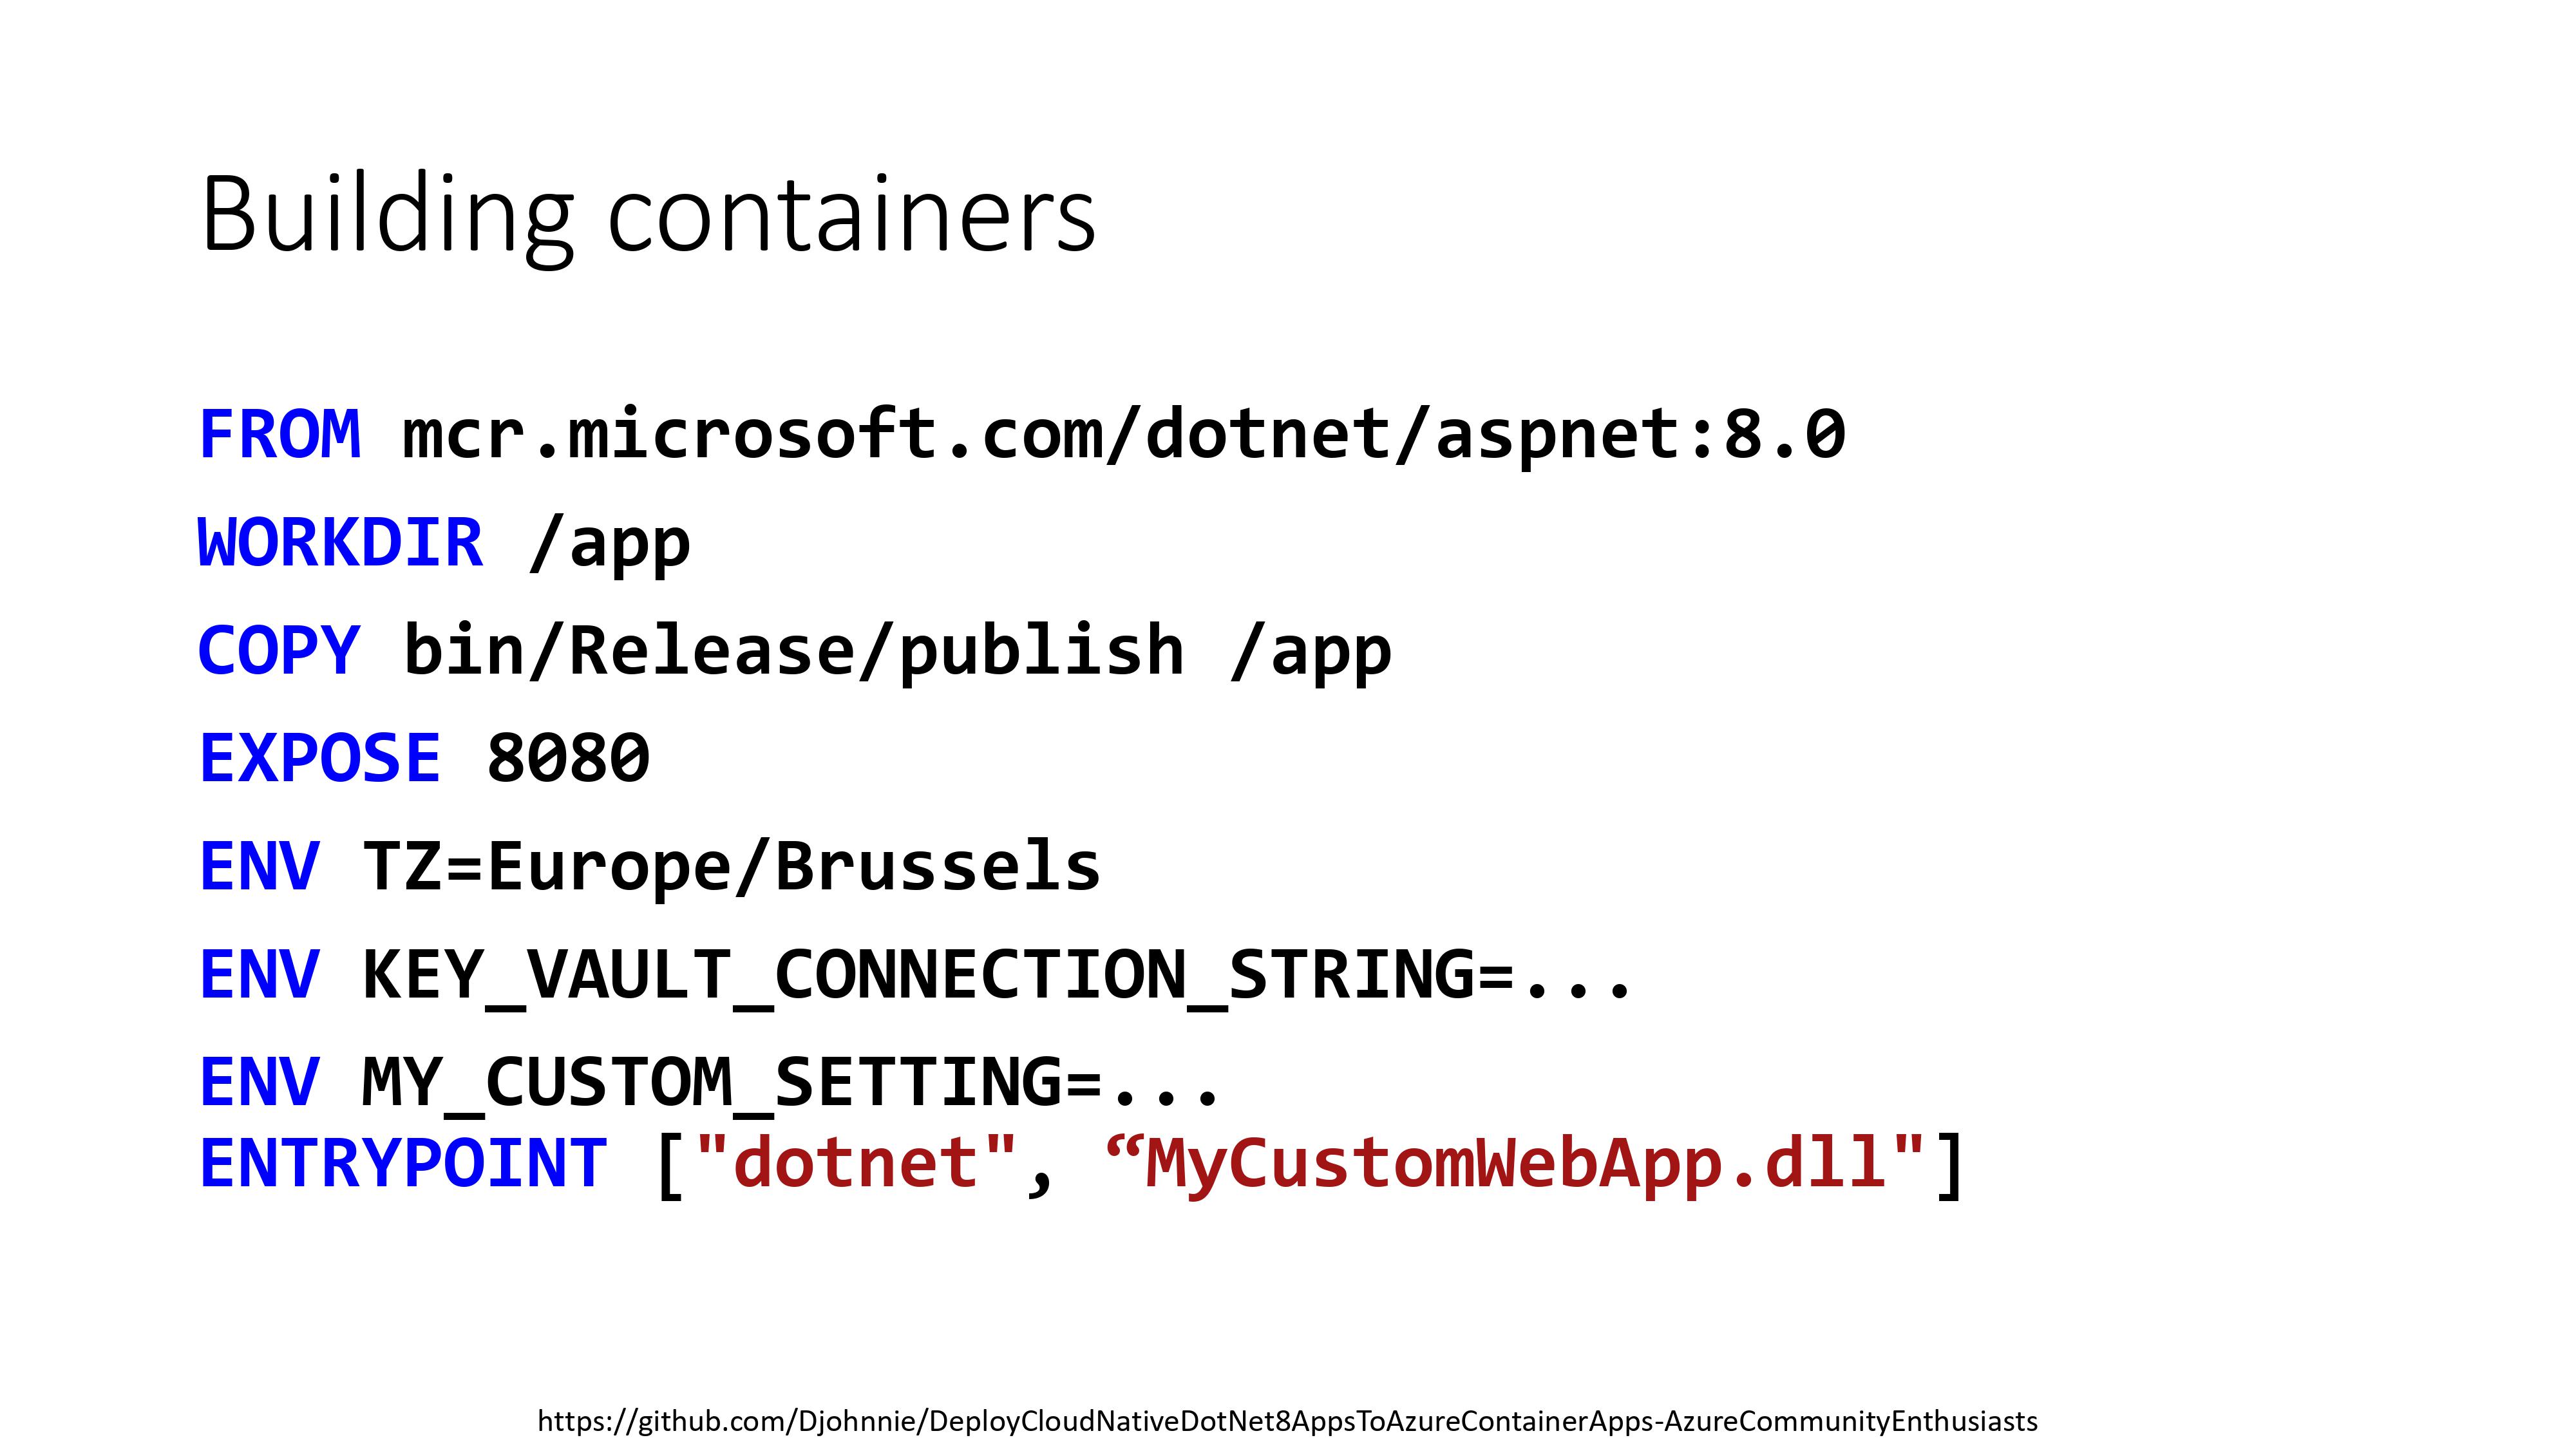 Building containers
FROM mcr.microsoft.com/dotnet/aspnet:8.0
WORKDIR /app
COPY bin/Release/publish /app
EXPOSE 8080
ENV TZ=Europe/Brussels
ENV KEY_VAULT_CONNECTION_STRING=...
ENV MY_CUSTOM_SETTING=...
ENTRYPOINT ["dotnet", “MyCustomWebApp.dll"]
https://github.com/Djohnnie/DeployCloudNativeDotNet8AppsToAzureContainerApps-AzureCommunityEnthusiasts